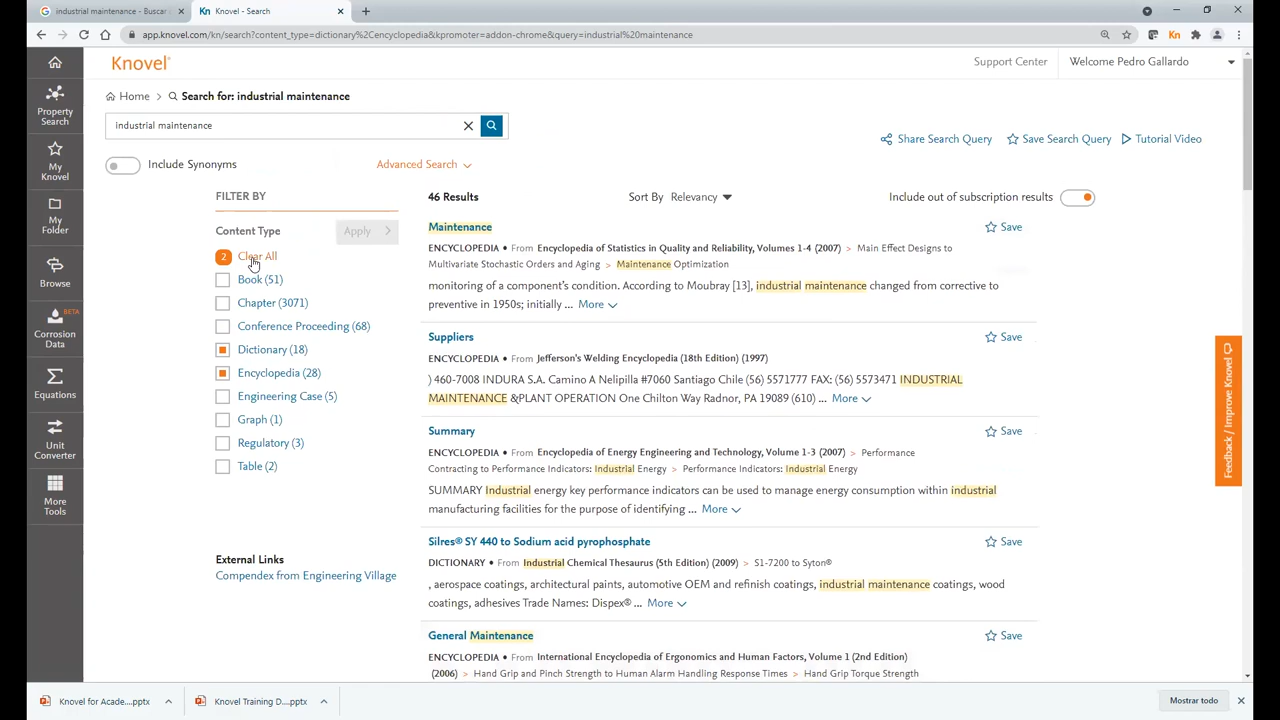 industrial maintenance - Buscar
Kn Knovel - Search
app.knovel.com/kn/search?content_type=dictionary%2Cencyclopedia&kpromoter=addon-chrome&query=industrial%20maintenance
Kn
Knovel
Support Center
Welcome Pedro Gallardo
Home > Search for: industrial maintenance
industrial maintenance
Share Search Query
Save Search Query
Tutorial Video
Include Synonyms
Advanced Search
Property
Search
My
Knovel
My
Folder
Browse
BETA
Corrosion
Data
Equations
Unit
Converter
More
Tools
FILTER BY
Content Type
Apply
2 Clear All
Book (51)
Chapter (3071)
Conference Proceeding (68)
Dictionary (18)
Encyclopedia (28)
Engineering Case (5)
Graph (1)
Regulatory (3)
Table (2)
External Links
Compendex from Engineering Village
46 Results
Sort By Relevancy
Include out of subscription results
Maintenance
Save
ENCYCLOPEDIA • From Encyclopedia of Statistics in Quality and Reliability, Volumes 1-4 (2007) > Main Effect Designs to
Multivariate Stochastic Orders and Aging > Maintenance Optimization
monitoring of a component's condition. According to Moubray [13], industrial maintenance changed from corrective to
preventive in 1950s; initially ... More
Suppliers
Save
ENCYCLOPEDIA • From Jefferson's Welding Encyclopedia (18th Edition) (1997)
) 460-7008 INDURA S.A. Camino A Nelipilla #7060 Santiago Chile (56) 5571777 FAX: (56) 5573471 INDUSTRIAL
MAINTENANCE &PLANT OPERATION One Chilton Way Radnor, PA 19089 (610) ... More
Summary
Save
ENCYCLOPEDIA • From Encyclopedia of Energy Engineering and Technology, Volume 1-3 (2007) > Performance
Contracting to Performance Indicators: Industrial Energy > Performance Indicators: Industrial Energy
SUMMARY Industrial energy key performance indicators can be used to manage energy consumption within industrial
manufacturing facilities for the purpose of identifying ... More
Silres® SY 440 to Sodium acid pyrophosphate
Save
DICTIONARY • From Industrial Chemical Thesaurus (5th Edition) (2009) > S1-7200 to Syton®
, aerospace coatings, architectural paints, automotive OEM and refinish coatings, industrial maintenance coatings, wood
coatings, adhesives Trade Names: Dispex® ... More
General Maintenance
Save
ENCYCLOPEDIA • From International Encyclopedia of Ergonomics and Human Factors, Volume 1 (2nd Edition)
(2006) > Hand Grip and Pinch Strength to Human Alarm Handling Response Times > Hand Grip Torque Strength
Feedback / Improve Knovel
Knovel for Acade....pptx
Knovel Training D....pptx
Mostrar todo